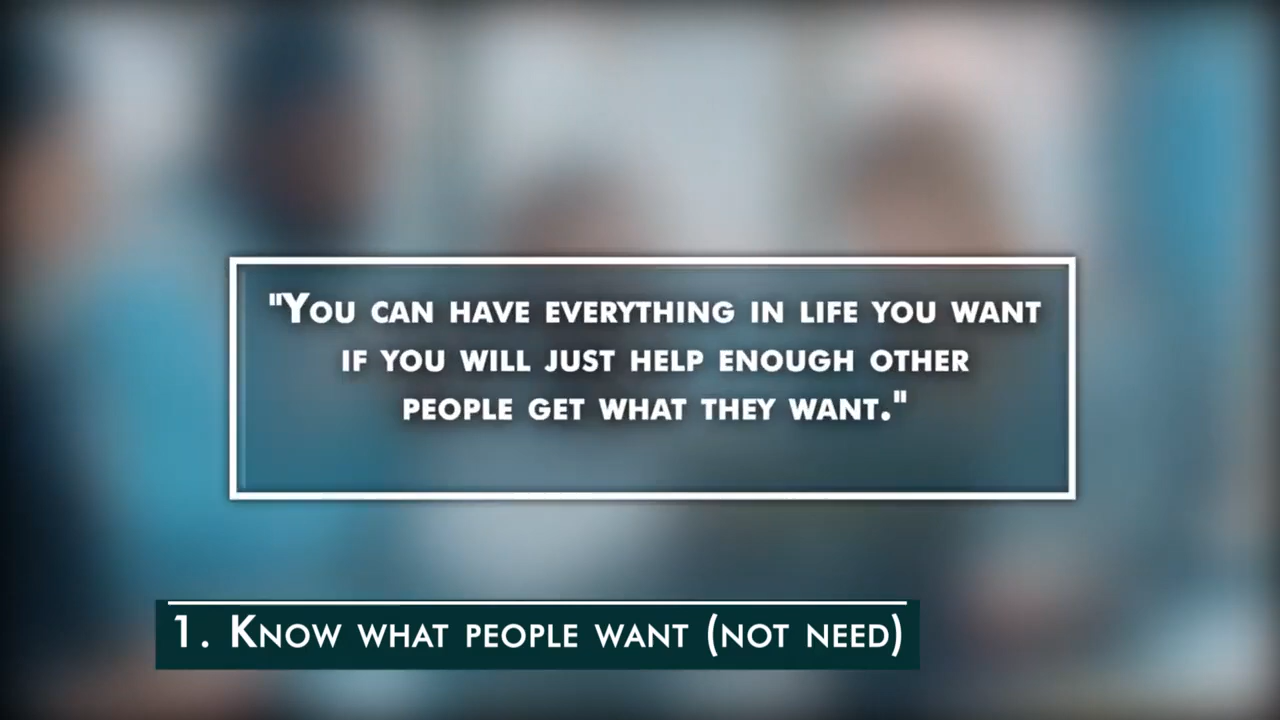 "You can have everything in life you want
if you will just help enough other
people get what they want."
1. Know what people want (not need)